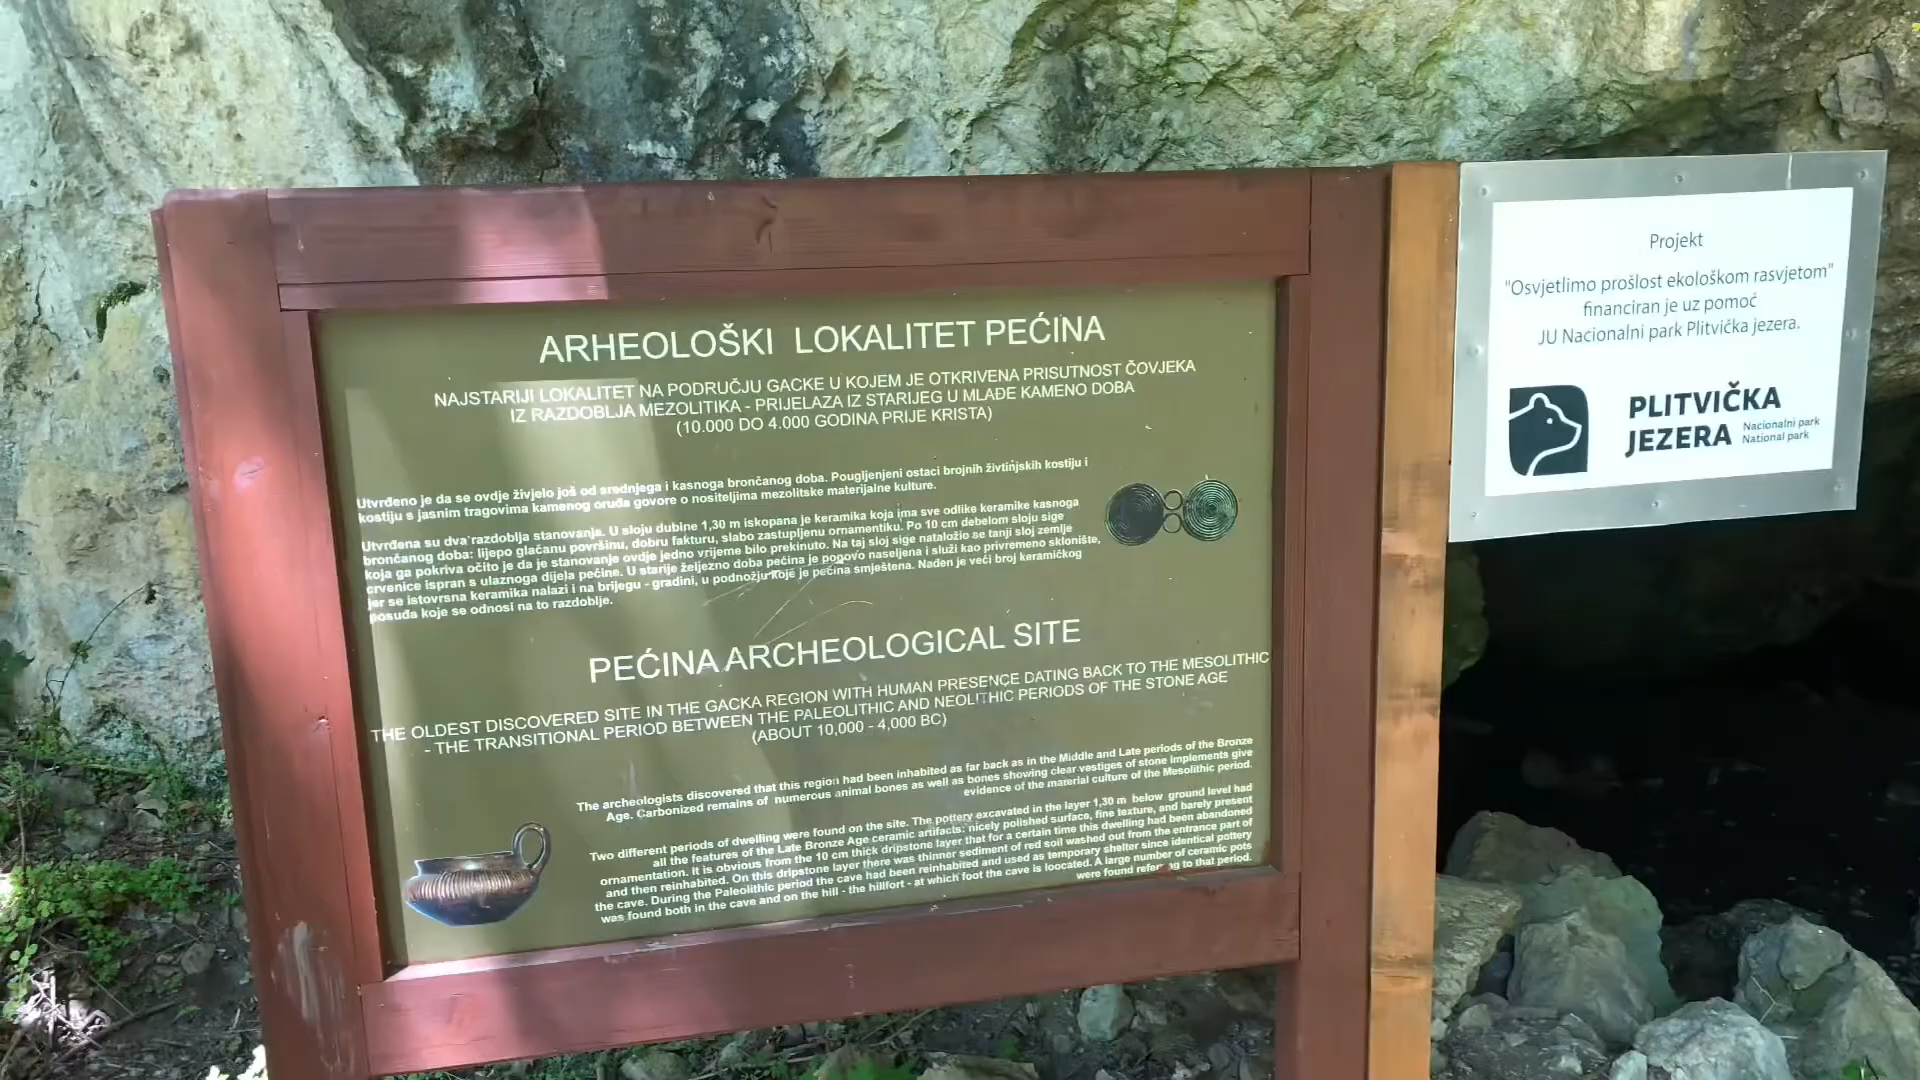 ARHEOLOŠKI LOKALITET PEĆINA
NAJSTARIJI LOKALITET NA PODRUČJU GACKE U KOJEM JE OTKRIVENA PRISUTNOST ČOVJEKA
IZ RAZDOBLJA MEZOLITIKA - PRIJELAZA IZ STARIJEG U MLAĐE KAMENO DOBA
(10.000 DO 4.000 GODINA PRIJE KRISTA)
Utvrđeno je da se ovdje živjelo još od srednjega i kasnoga brončanog doba. Pougljenjeni ostaci brojnih životinjskih kostiju i
kostiju s jasnim tragovima kamenog oruđa govore o nositeljima mezolitske materijalne kulture.
Utvrđena su dva razdoblja stanovanja. U sloju dubine 1,30 m iskopana je keramika koja ima sve odlike keramike kasnoga
brončanog doba: lijepo glačanu površinu, dobru fakturu, slabo zastupljenu ornamentiku. Po 10 cm debelom sloju sige
koja ga pokriva očito je da je stanovanje ovdje jedno vrijeme bilo prekinuto. Na taj sloj sige nataložio se tanji sloj zemlje
crvenice ispran s ulaznoga dijela pećine. U starije željezno doba pećina je pogovo naseljena i služi kao privremeno sklonište,
jer se istovrsna keramika nalazi i na brijegu - gradini, u podnožju koje je pećina smještena. Nađen je veći broj keramičkog
posuđa koje se odnosi na to razdoblje.
PEĆINA ARCHEOLOGICAL SITE
THE OLDEST DISCOVERED SITE IN THE GACKA REGION WITH HUMAN PRESENCE DATING BACK TO THE MESOLITHIC
- THE TRANSITIONAL PERIOD BETWEEN THE PALEOLITHIC AND NEOLITHIC PERIODS OF THE STONE AGE
(ABOUT 10,000 - 4,000 BC)
The archeologists discovered that this region had been inhabited as far back as in the Middle and Late periods of the Bronze
Age. Carbonized remains of numerous animal bones as well as bones showing clear vestiges of stone implements give
evidence of the material culture of the Mesolithic period.
Two different periods of dwelling were found on the site. The pottery excavated in the layer 1,30 m below ground level had
all the features of the Late Bronze Age ceramic artifacts: nicely polished surface, fine texture, and barely present
ornamentation. It is obvious from the 10 cm thick dripstone layer that for a certain time this dwelling had been abandoned
and then reinhabited. On this dripstone layer there was thinner sediment of red soil washed out from the entrance part of
the cave. During the Paleolithic period the cave had been reinhabited and used as temporary shelter since identical pottery
was found both in the cave and on the hill - the hillfort - at which foot the cave is loocated. A large number of ceramic pots
were found to that period.
Projekt
"Osvjetlimo prošlost ekološkom rasvjetom"
financiran je uz pomoć
JU Nacionalni park Plitvička jezera.
PLITVIČKA
JEZERA
Nacionalni park
National park